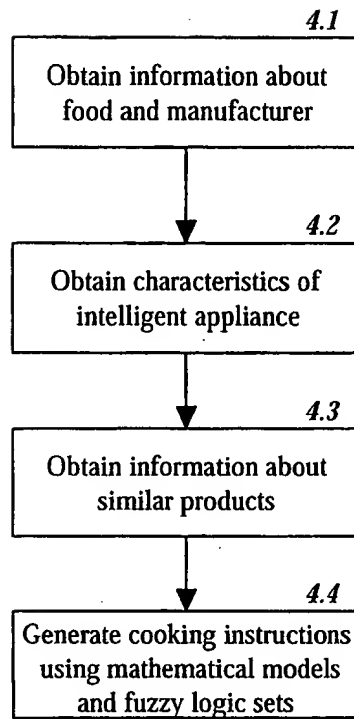 4.1
Obtain information about
food and manufacturer
4.2
Obtain characteristics of
intelligent appliance
4.3
Obtain information about
similar products
4.4
Generate cooking instructions
using mathematical models
and fuzzy logic sets